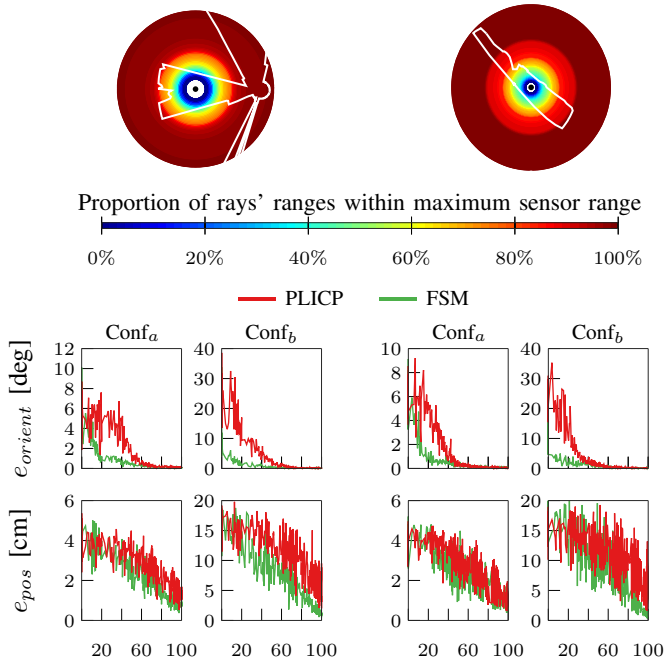 Proportion of rays' ranges within maximum sensor range
0% 20% 40% 60% 80% 100%
PLICP FSM
Conf_a Conf_b Conf_a Conf_b
e_orient [deg]
12 10 8 6 4 2 0
40 30 20 10 0
10 8 6 4 2 0
40 30 20 10 0
e_pos [cm]
6 4 2 0
20 15 10 5 0
6 4 2 0
20 15 10 5 0
20 60 100 20 60 100 20 60 100 20 60 100